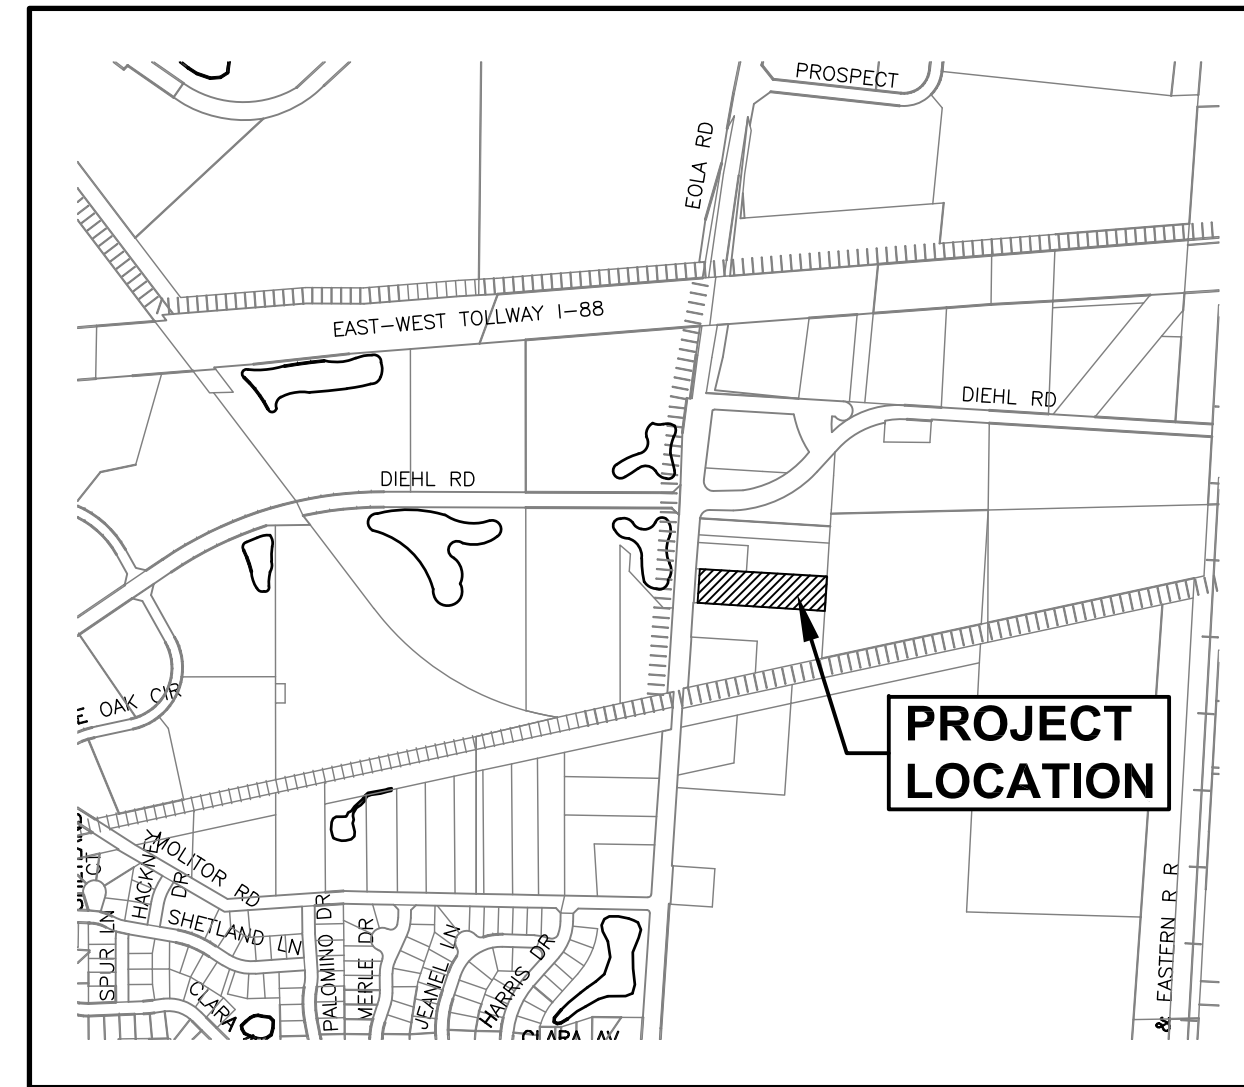 PROSPECT
EOLA RD
EAST-WEST TOLLWAY I-88
DIEHL RD
DIEHL RD
OAK CIR
PROJECT
LOCATION
MOLITOR RD
CT
HACKNEY
DR
SHETLAND LN
SPUR LN
CLARA
PALOMINO DR
MERLE DR
JEANEL LN
HARRIS DR
CLARA AV
& EASTERN R R